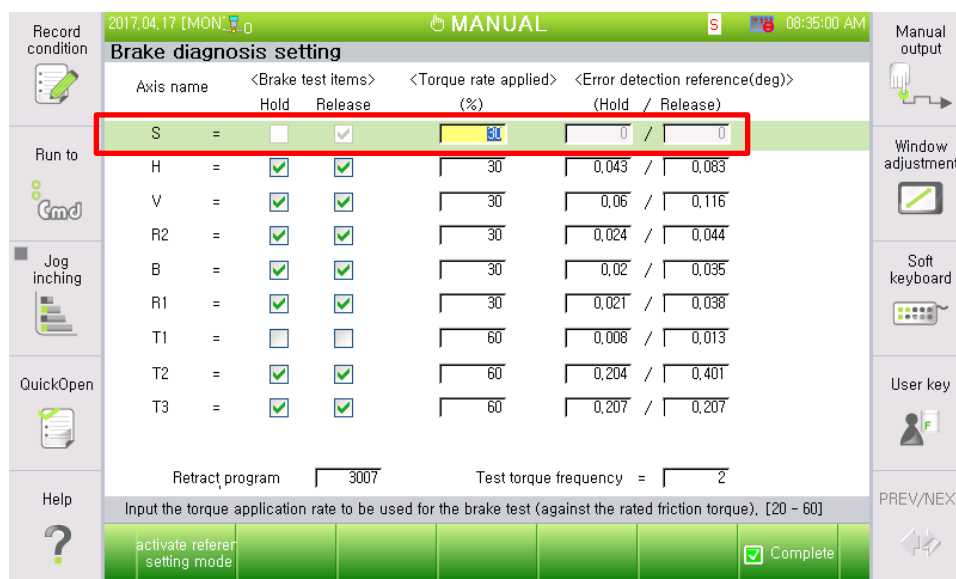 2017,04,17 [MON] 0 MANUAL S 08:35:00 AM
Record condition
Run to
Cmd
Jog inching
QuickOpen
Help
Brake diagnosis setting
Axis name <Brake test items> <Torque rate applied> <Error detection reference(deg)>
Hold Release (%) (Hold / Release)
S = 30 0 / 0
H = 30 0,043 / 0,083
V = 30 0,06 / 0,116
R2 = 30 0,024 / 0,044
B = 30 0,02 / 0,035
R1 = 30 0,021 / 0,038
T1 = 60 0,008 / 0,013
T2 = 60 0,204 / 0,401
T3 = 60 0,207 / 0,207
Retract program 3007 Test torque frequency = 2
Input the torque application rate to be used for the brake test (against the rated friction torque), [20 - 60]
activate referer
setting mode
Complete
Manual output
Window adjustment
Soft keyboard
User key
F
PREV/NEX